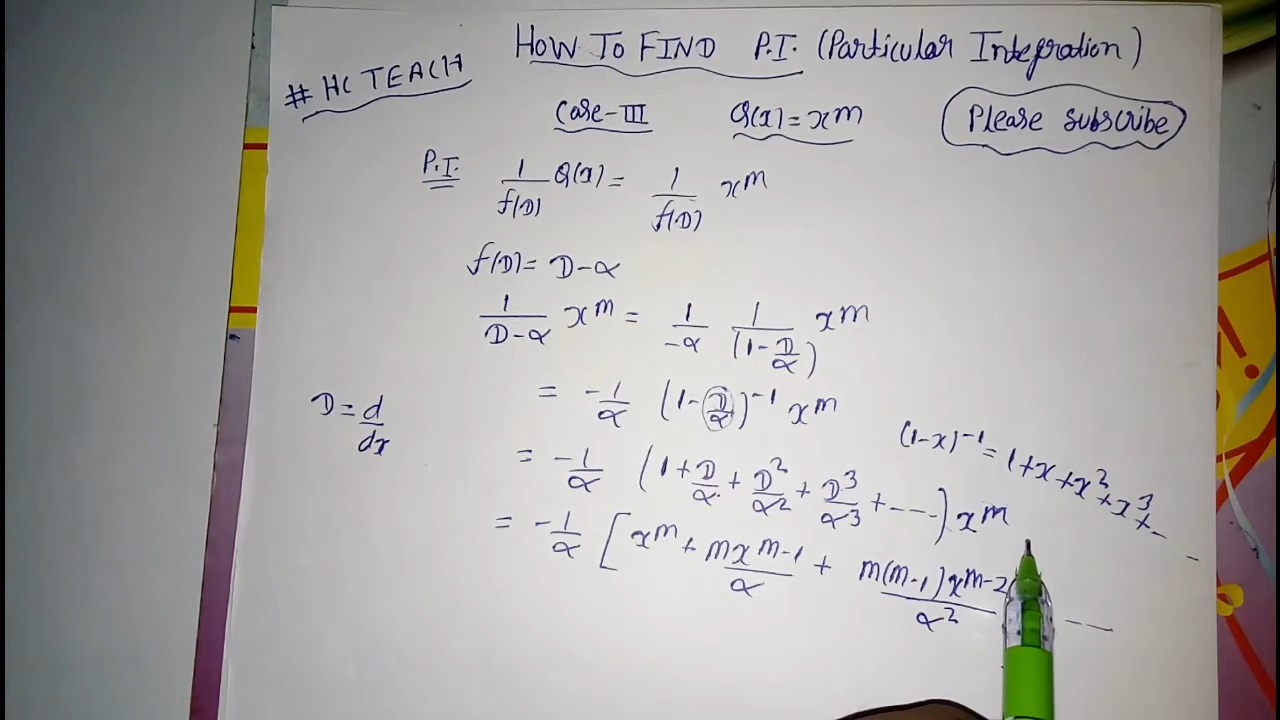 HOW TO FIND P.I. (Particular Integration)
# HC TEACH
Case-III Q(x) = x^m
Please subscribe
P.I. 1/f(D) Q(x) = 1/f(D) x^m
f(D) = D-α
1/(D-α) x^m = 1/-α 1/(1-D/α) x^m
D = d/dx
= -1/α (1-D/α)^-1 x^m
(1-x)^-1 = 1+x+x^2+x^3+- - -
= -1/α (1+D/α+D^2/α^2+D^3/α^3+----) x^m
= -1/α [x^m + mx^m-1/α + m(m-1)x^m-2/α^2 - -